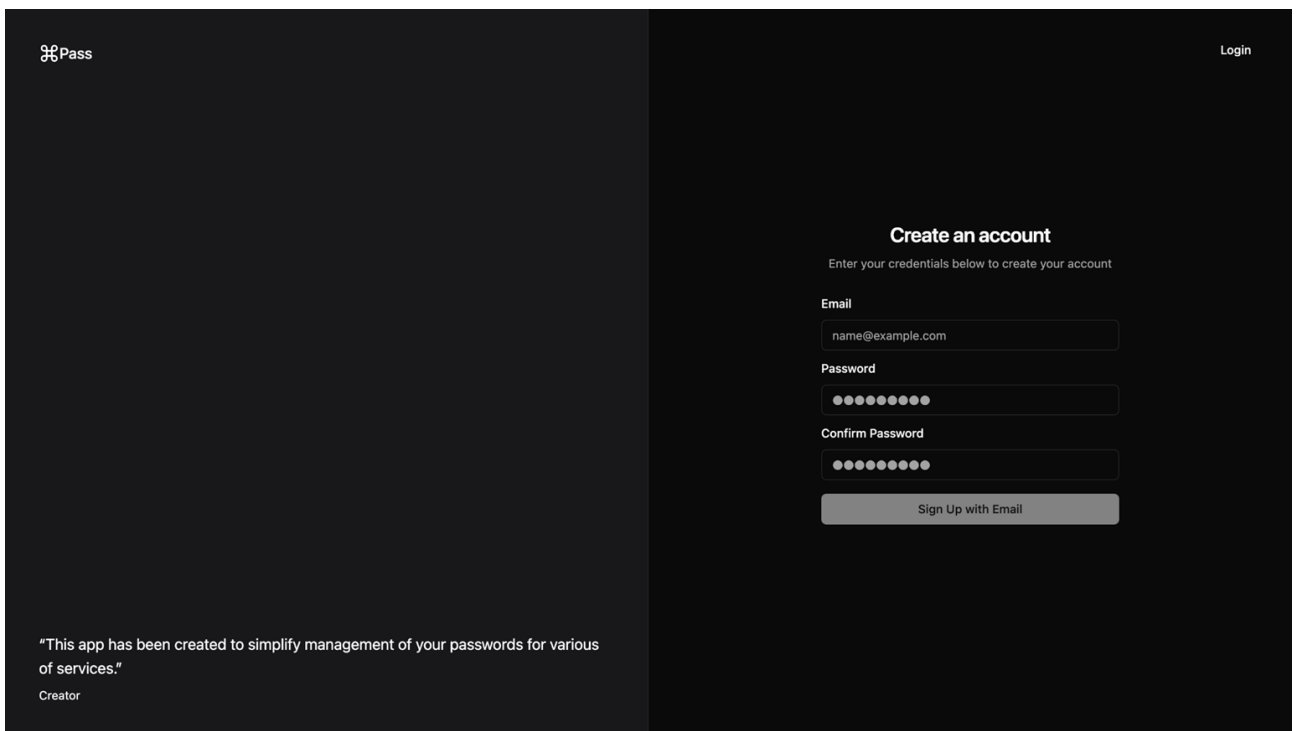 ⌘Pass
Login
Create an account
Enter your credentials below to create your account
Email
name@example.com
Password
●●●●●●●●●
Confirm Password
●●●●●●●●●
Sign Up with Email
“This app has been created to simplify management of your passwords for various
of services.”
Creator